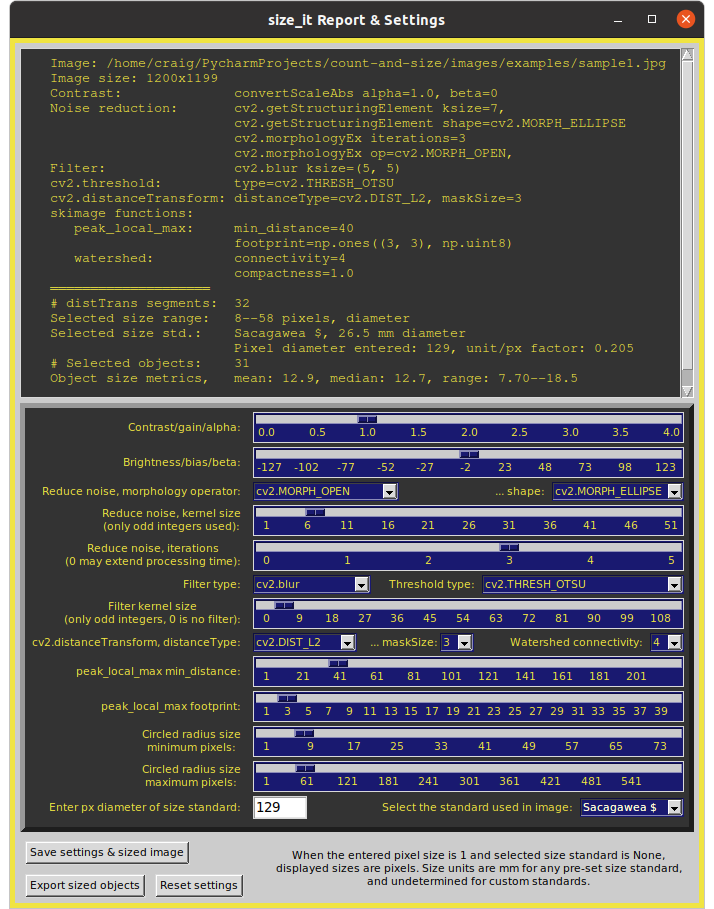 size_it Report & Settings
Image: /home/craig/PycharmProjects/count-and-size/images/examples/sample1.jpg
Image size: 1200x1199
Contrast: convertScaleAbs alpha=1.0, beta=0
Noise reduction: cv2.getStructuringElement ksize=7,
cv2.getStructuringElement shape=cv2.MORPH_ELLIPSE
cv2.morphologyEx iterations=3
cv2.morphologyEx op=cv2.MORPH_OPEN,
Filter: cv2.blur ksize=(5, 5)
cv2.threshold: type=cv2.THRESH_OTSU
cv2.distanceTransform: distanceType=cv2.DIST_L2, maskSize=3
skimage functions:
peak_local_max: min_distance=40
footprint=np.ones((3, 3), np.uint8)
watershed: connectivity=4
compactness=1.0
# distTrans segments: 32
Selected size range: 8--58 pixels, diameter
Selected size std.: Sacagawea $, 26.5 mm diameter
Pixel diameter entered: 129, unit/px factor: 0.205
# Selected objects: 31
Object size metrics, mean: 12.9, median: 12.7, range: 7.70--18.5
Contrast/gain/alpha:
0.0 0.5 1.0 2.0 2.5 3.0 3.5 4.0
Brightness/bias/beta:
-127 -102 -77 -52 -27 -2 23 48 73 98 123
Reduce noise, morphology operator: cv2.MORPH_OPEN ... shape: cv2.MORPH_ELLIPSE
Reduce noise, kernel size
(only odd integers used):
1 6 11 16 21 26 31 36 41 46 51
Reduce noise, iterations
(0 may extend processing time):
0 1 2 3 4 5
Filter type: cv2.blur Threshold type: cv2.THRESH_OTSU
Filter kernel size
(only odd integers, 0 is no filter):
0 9 18 27 36 45 54 63 72 81 90 99 108
cv2.distanceTransform, distanceType: cv2.DIST_L2 ... maskSize: 3 Watershed connectivity: 4
peak_local_max min_distance:
1 21 41 61 81 101 121 141 161 181 201
peak_local_max footprint:
1 3 5 7 9 11 13 15 17 19 21 23 25 27 29 31 33 35 37 39
Circled radius size
minimum pixels:
1 9 17 25 33 41 49 57 65 73
Circled radius size
maximum pixels:
1 61 121 181 241 301 361 421 481 541
Enter px diameter of size standard: 129 Select the standard used in image: Sacagawea $
Save settings & sized image
Export sized objects
Reset settings
When the entered pixel size is 1 and selected size standard is None,
displayed sizes are pixels. Size units are mm for any pre-set size standard,
and undetermined for custom standards.